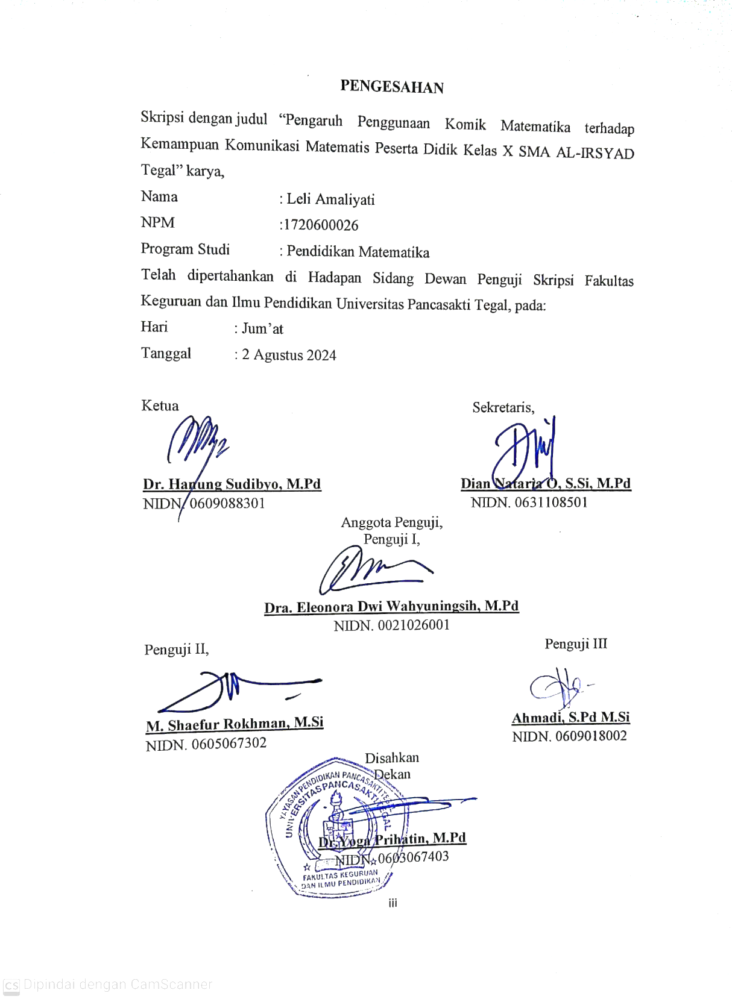 PENGESAHAN
Skripsi dengan judul “Pengaruh Penggunaan Komik Matematika terhadap
Kemampuan Komunikasi Matematis Peserta Didik Kelas X SMA AL-IRSYAD
Tegal” karya,
Nama : Leli Amaliyati
NPM :1720600026
Program Studi : Pendidikan Matematika
Telah dipertahankan di Hadapan Sidang Dewan Penguji Skripsi Fakultas
Keguruan dan Ilmu Pendidikan Universitas Pancasakti Tegal, pada:
Hari : Jum’at
Tanggal : 2 Agustus 2024
Ketua Sekretaris,
Dr. Hanung Sudibyo, M.Pd Dian Nataria O, S.Si, M.Pd
NIDN. 0609088301 NIDN. 0631108501
Anggota Penguji,
Penguji I,
Dra. Eleonora Dwi Wahyuningsih, M.Pd
NIDN. 0021026001
Penguji II, Penguji III
M. Shaefur Rokhman, M.Si Ahmadi, S.Pd M.Si
NIDN. 0605067302 NIDN. 0609018002
Disahkan
Dekan
YAYASAN PENDIDIKAN PANCASAKTI TEGAL
UNIVERSITAS PANCASAKTI TEGAL
Dr.Yoga Prihatin, M.Pd
NIDN. 0603067403
FAKULTAS KEGURUAN
DAN ILMU PENDIDIKAN
iii
CS Dipindai dengan CamScanner